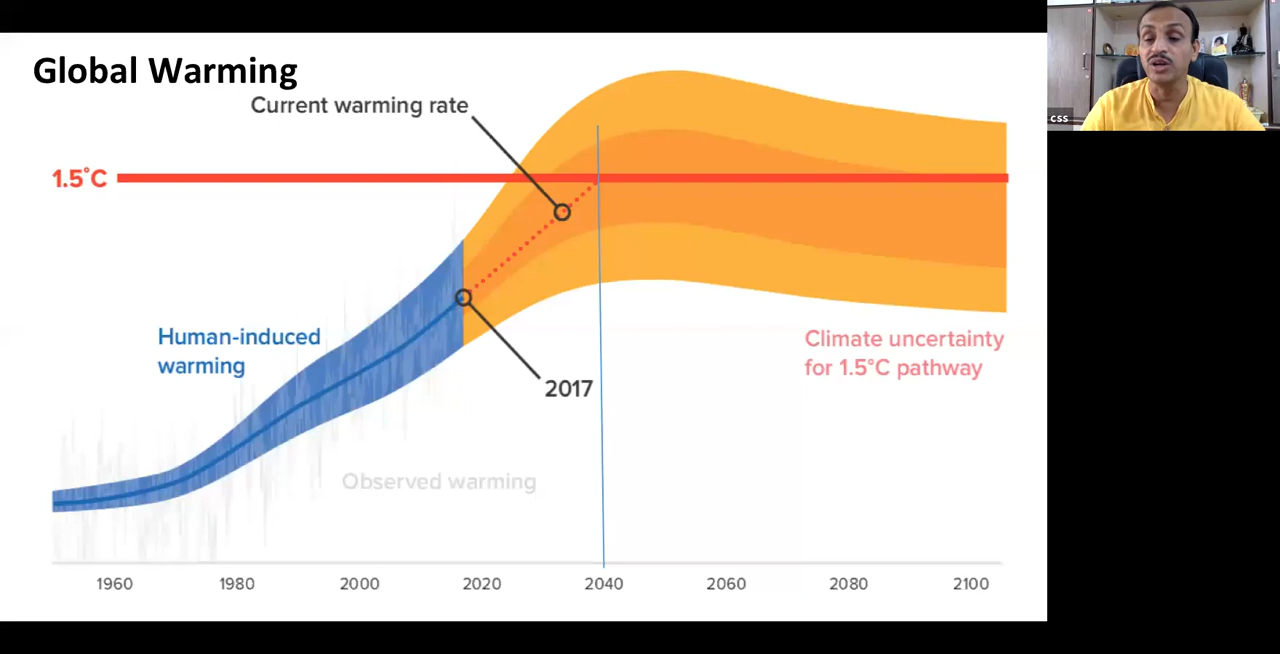 Global Warming
Current warming rate
1.5°C
Human-induced
warming
2017
Climate uncertainty
for 1.5°C pathway
Observed warming
1960 1980 2000 2020 2040 2060 2080 2100
css